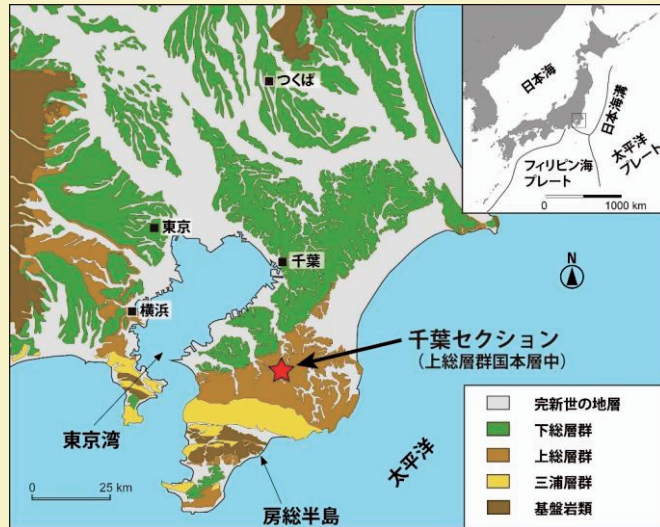 つくば
東京
千葉
横浜
千葉セクション
（上総層群国本層中）
東京湾
房総半島
太平洋
N
0 25 km
日本海
日本海溝
太平洋
プレート
フィリピン海
プレート
0 1000 km
完新世の地層
下総層群
上総層群
三浦層群
基盤岩類